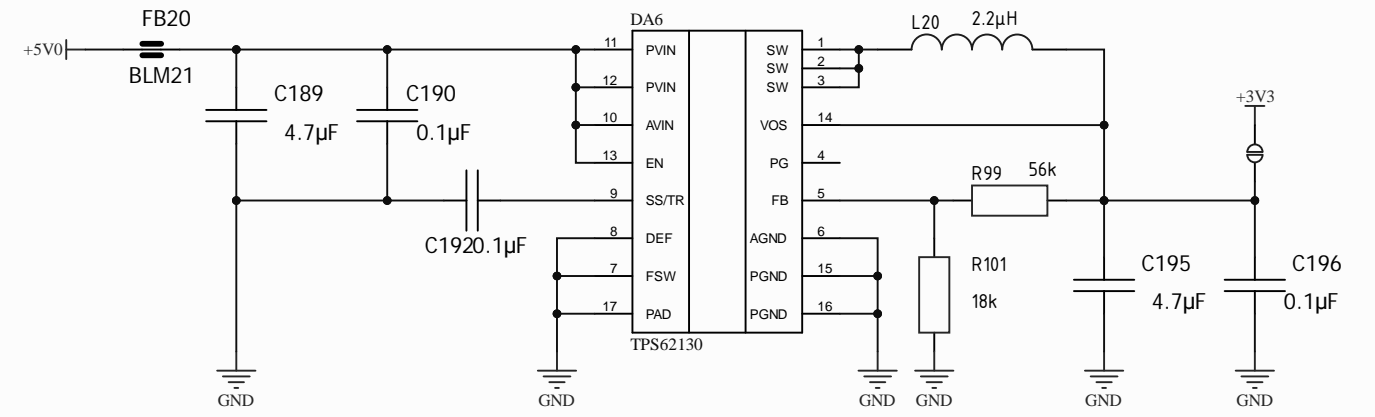 FB20
+5V0
BLM21
C189
4.7µF
C190
0.1µF
C1920.1µF
DA6
11 PVIN
12 PVIN
10 AVIN
13 EN
9 SS/TR
8 DEF
7 FSW
17 PAD
SW 1
SW 2
SW 3
VOS 14
PG 4
FB 5
AGND 6
PGND 15
PGND 16
TPS62130
L20 2.2µH
R99 56k
R101
18k
+3V3
C195
4.7µF
C196
0.1µF
GND
GND
GND
GND
GND
GND